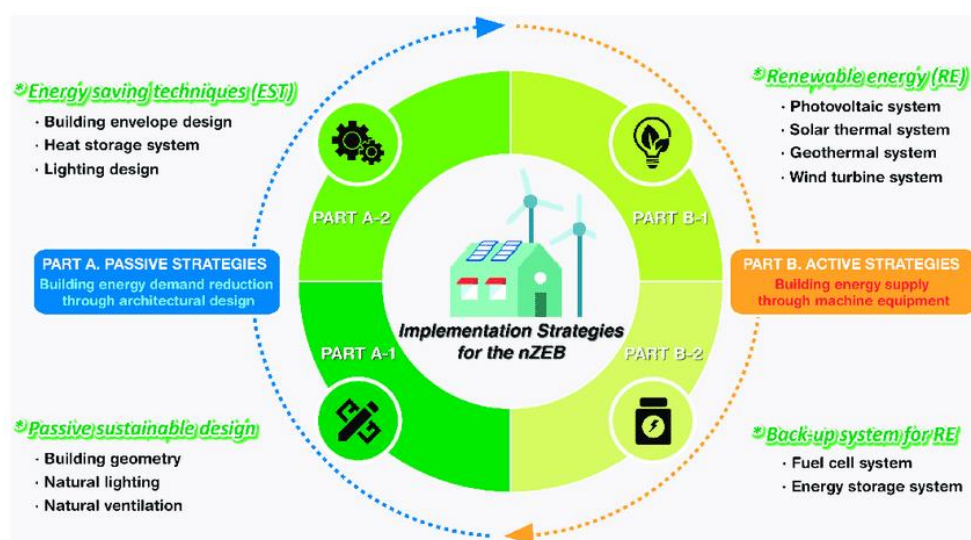 *Energy saving techniques (EST)
· Building envelope design
· Heat storage system
· Lighting design
*Renewable energy (RE)
· Photovoltaic system
· Solar thermal system
· Geothermal system
· Wind turbine system
PART A-2
PART B-1
PART A. PASSIVE STRATEGIES
Building energy demand reduction
through architectural design
PART B. ACTIVE STRATEGIES
Building energy supply
through machine equipment
Implementation Strategies
for the nZEB
PART A-1
PART B-2
*Passive sustainable design
· Building geometry
· Natural lighting
· Natural ventilation
*Back-up system for RE
· Fuel cell system
· Energy storage system